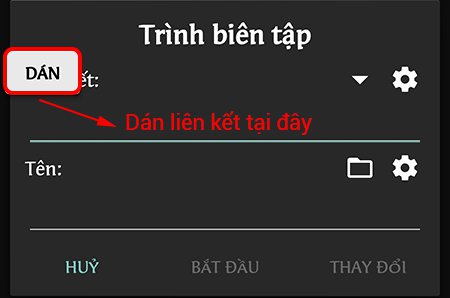 Trình biên tập
DÁN
ết:
Dán liên kết tại đây
Tên:
HUỶ BẮT ĐẦU THAY ĐỔI